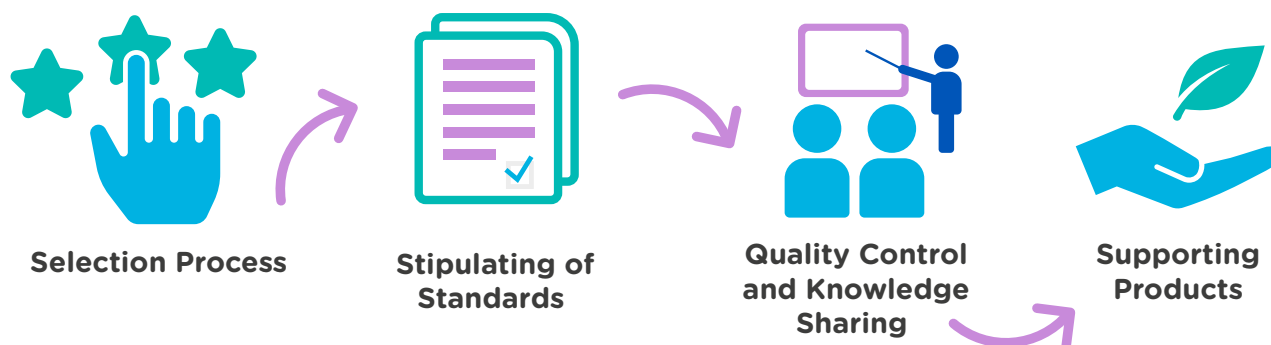 Selection Process
Stipulating of
Standards
Quality Control
and Knowledge
Sharing
Supporting
Products